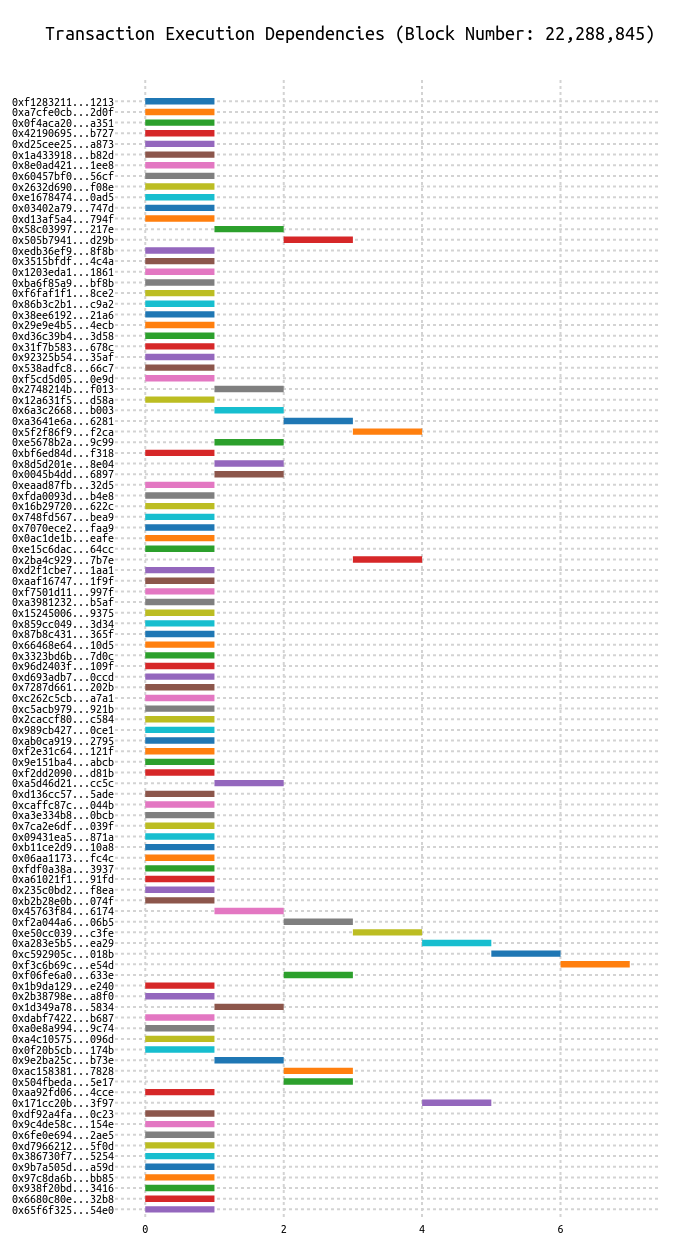 Transaction Execution Dependencies (Block Number: 22,288,845)
0xf1283211...1213
0xa7cfe0cb...2d0f
0x0f4aca20...a351
0x42190695...b727
0xd25cee25...a873
0x1a433918...b82d
0x8e0ad421...1ee8
0x60457bf0...56cf
0x2632d690...f08e
0xe1678474...0ad5
0x03402a79...747d
0xd13af5a4...794f
0x58c03997...217e
0x505b7941...d29b
0xedb36ef9...8f8b
0x3515bfdf...4c4a
0x1203eda1...1861
0xba6f85a9...bf8b
0xf6faf1f1...8ce2
0x86b3c2b1...c9a2
0x38ee6192...21a6
0x29e9e4b5...4ecb
0xd36c39b4...3d58
0x31f7b583...678c
0x92325b54...35af
0x538adfc8...66c7
0xf5cd5d05...0e9d
0x2748214b...f013
0x12a631f5...d58a
0x6a3c2668...b003
0xa3641e6a...6281
0x5f2f86f9...f2ca
0xe5678b2a...9c99
0xbf6ed84d...f318
0x8d5d201e...8e04
0x0045b4dd...6897
0xeaad87fb...32d5
0xfda0093d...b4e8
0x16b29720...622c
0x748fd567...bea9
0x7070ece2...faa9
0x0ac1de1b...eafe
0xe15c6dac...64cc
0x2ba4c929...7b7e
0xd2f1cbe7...1aa1
0xaaf16747...1f9f
0xf7501d11...997f
0xa3981232...b5af
0x15245006...9375
0x859cc049...3d34
0x87b8c431...365f
0x66468e64...10d5
0x3323bd6b...7d0c
0x96d2403f...109f
0xd693adb7...0ccd
0x7287d661...202b
0xc262c5cb...a7a1
0xc5acb979...921b
0x2caccf80...c584
0x989cb427...0ce1
0xab0ca919...2795
0xf2e31c64...121f
0x9e151ba4...abcb
0xf2dd2090...d81b
0xa5d46d21...cc5c
0xd136cc57...5ade
0xcaffc87c...044b
0xa3e334b8...0bcb
0x7ca2e6df...039f
0x09431ea5...871a
0xb11ce2d9...10a8
0x06aa1173...fc4c
0xfdf0a38a...3937
0xa61021f1...91fd
0x235c0bd2...f8ea
0xb2b28e0b...074f
0x45763f84...6174
0xf2a044a6...06b5
0xe50cc039...c3fe
0xa283e5b5...ea29
0xc592905c...018b
0xf3c6b69c...e54d
0xf06fe6a0...633e
0x1b9da129...e240
0x2b38798e...a8f0
0x1d349a78...5834
0xdabf7422...b687
0xa0e8a994...9c74
0xa4c10575...096d
0x0f20b5cb...174b
0x9e2ba25c...b73e
0xac158381...7828
0x504fbeda...5e17
0xaa92fd06...4cce
0x171cc20b...3f97
0xdf92a4fa...0c23
0x9c4de58c...154e
0x6fe0e694...2ae5
0xd7966212...5f0d
0x386730f7...5254
0x9b7a505d...a59d
0x97c8da6b...bb85
0x938f20bd...3416
0x6680c80e...32b8
0x65f6f325...54e0
0 2 4 6